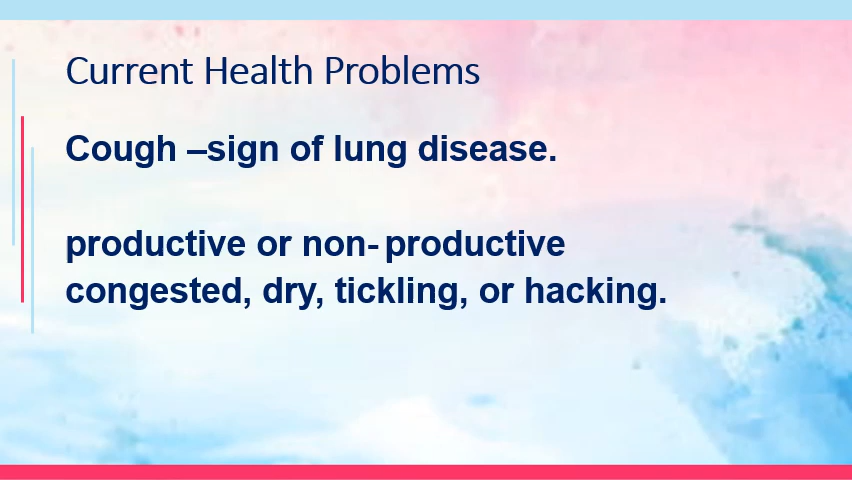 Current Health Problems
Cough –sign of lung disease.
productive or non-productive
congested, dry, tickling, or hacking.